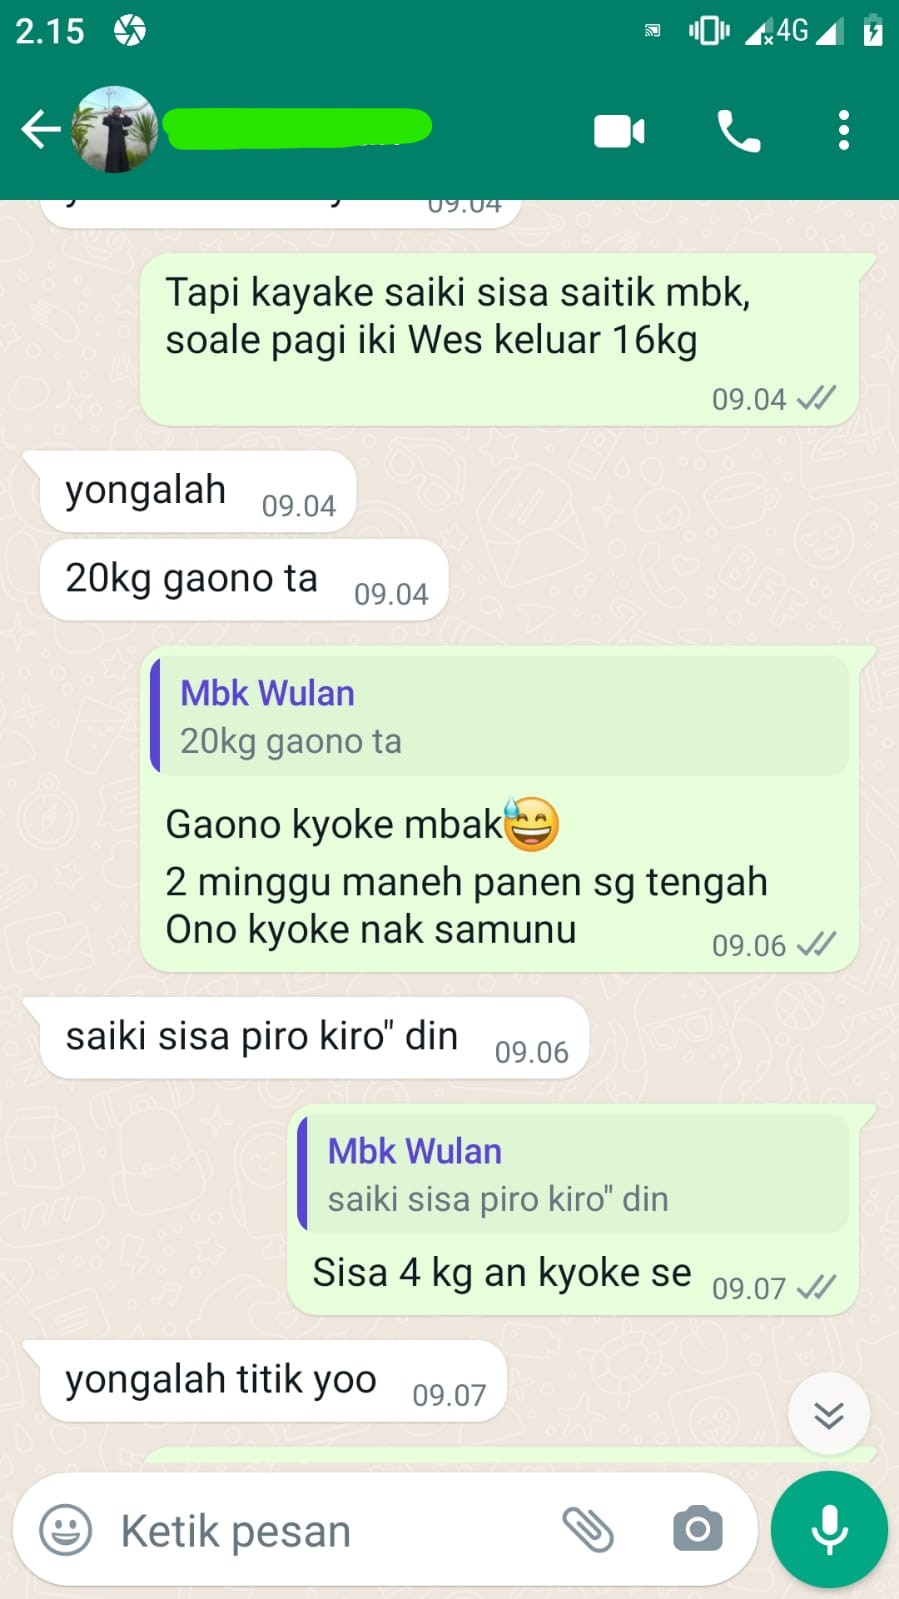 2.15
4G
09.04
Tapi kayake saiki sisa saitik mbk,
soale pagi iki Wes keluar 16kg
09.04
yongalah 09.04
20kg gaono ta 09.04
Mbk Wulan
20kg gaono ta
Gaono kyoke mbak😅
2 minggu maneh panen sg tengah
Ono kyoke nak samunu 09.06
saiki sisa piro kiro" din 09.06
Mbk Wulan
saiki sisa piro kiro" din
Sisa 4 kg an kyoke se 09.07
yongalah titik yoo 09.07
Ketik pesan